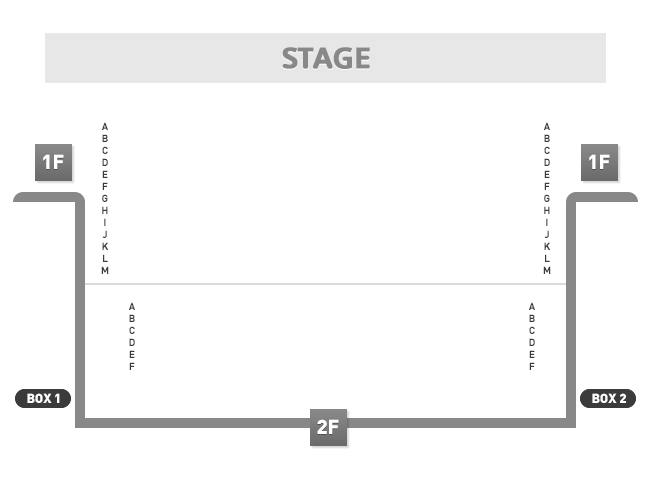 STAGE
A A
B B
1F C C 1F
D D
E E
F F
G G
H H
I I
J J
K K
L L
M M
A A
B B
C C
D D
E E
F F
BOX 1 BOX 2
2F